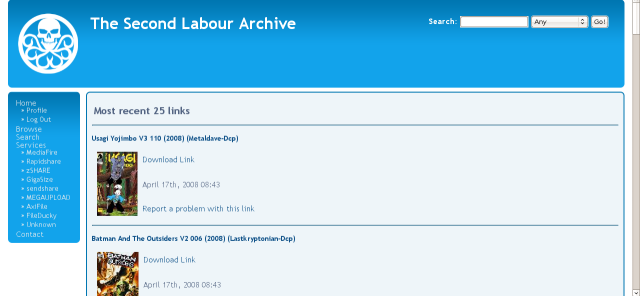 The Second Labour Archive
Search: Any Go!
Home
» Profile
» Log Out
Browse
Search
Services
» MediaFire
» Rapidshare
» zSHARE
» GigaSize
» sendshare
» MEGAUPLOAD
» AxiFile
» FileDucky
» Unknown
Contact
Most recent 25 links
Usagi Yojimbo V3 110 (2008) (Metaldave-Dcp)
USAGI
Download Link
April 17th, 2008 08:43
Report a problem with this link
Batman And The Outsiders V2 006 (2008) (Lastkryptonian-Dcp)
BATMAN
OUTSIDERS
Download Link
April 17th, 2008 08:43